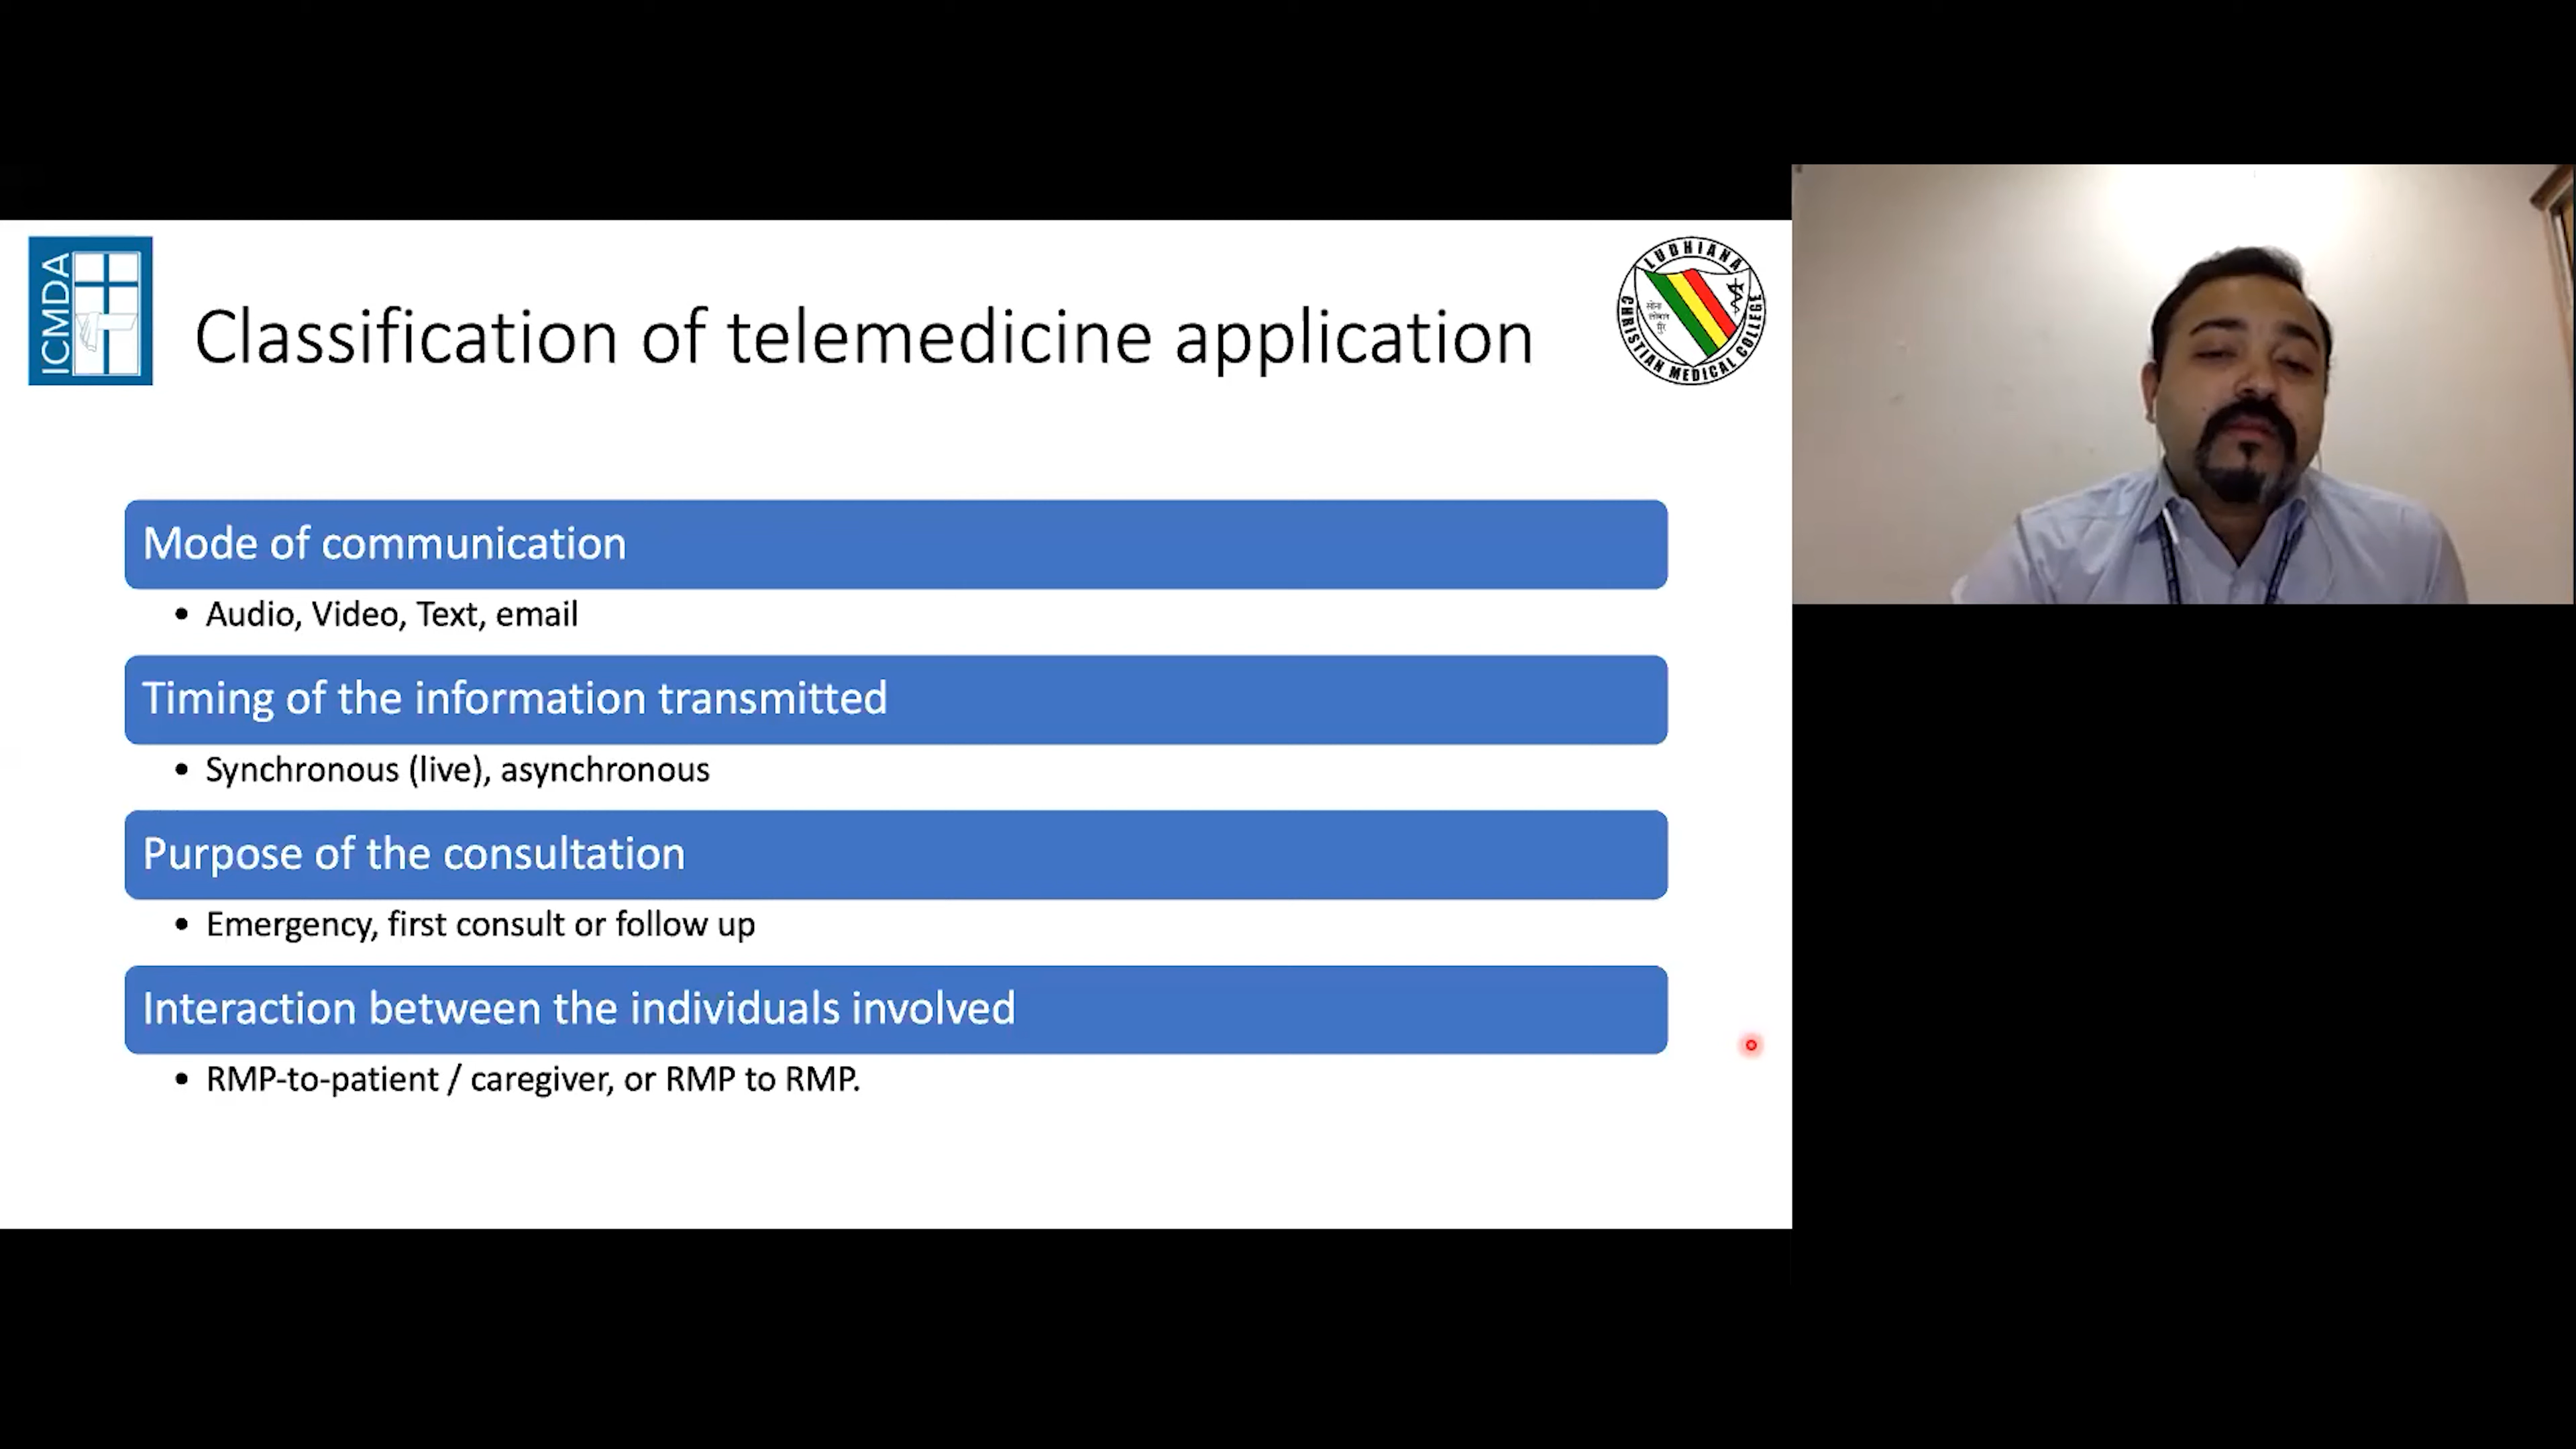 ICMDA
LUDHIANA
CHRISTIAN MEDICAL COLLEGE
Classification of telemedicine application
Mode of communication
• Audio, Video, Text, email
Timing of the information transmitted
• Synchronous (live), asynchronous
Purpose of the consultation
• Emergency, first consult or follow up
Interaction between the individuals involved
• RMP-to-patient / caregiver, or RMP to RMP.